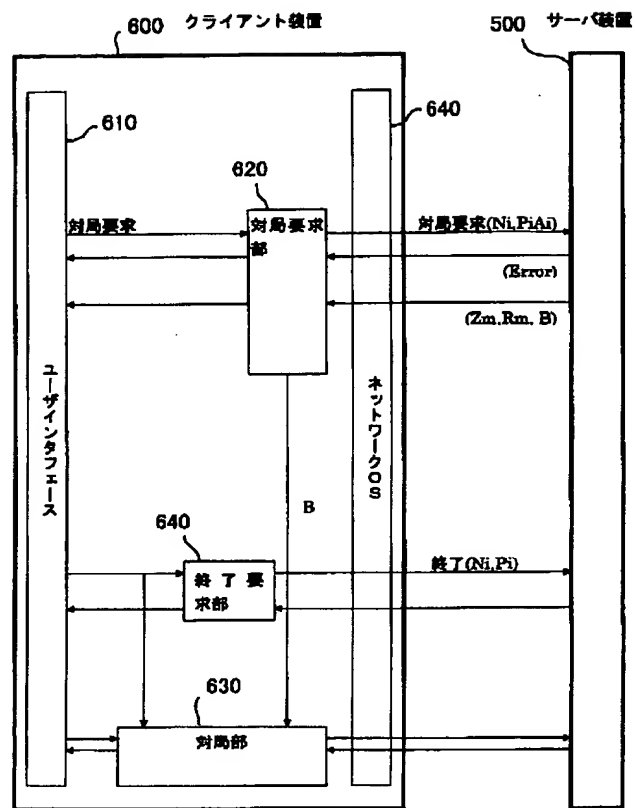 600 クライアント装置
500 サーバ装置
610
640
620
対局要求
対局要求部
対局要求(Ni,PiAi)
(Error)
(Zm,Rm, B)
ユーザインタフェース
ネットワークOS
B
640
終了要
求部
終了(Ni,Pi)
630
対局部